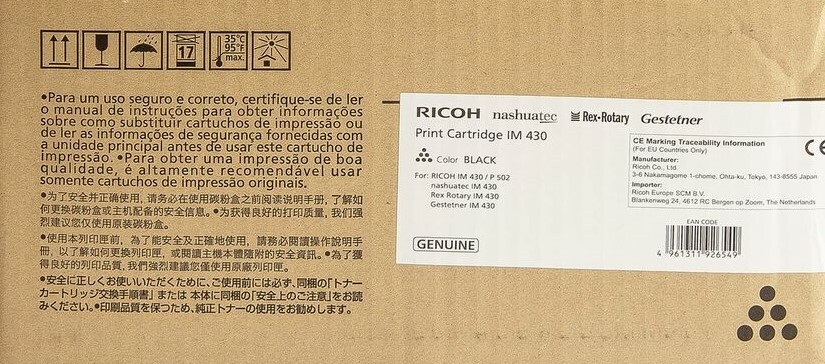 17
35°C
95°F
max.
•Para um uso seguro e correto, certifique-se de ler
o manual de instruções para obter informações
sobre como substituir cartuchos de impressão ou
de ler as informações de segurança fornecidas com
a unidade principal antes de usar este cartucho de
impressão. •Para obter uma impressão de boa
qualidade, é altamente recomendável usar
somente cartuchos de impressão originais.
•为了安全并正确使用, 请务必在使用碳粉盒之前阅读说明手册, 了解如
何更换碳粉盒或主机配备的安全信息。•为获得良好的打印质量, 我们强
烈建议您仅使用原装碳粉盒。
•使用本列印匣前, 為了能安全及正確地使用, 請務必閱讀操作說明手
冊, 以了解如何更換列印匣, 或閱讀主機本體隨附的安全資訊。•為了獲
得良好的列印品質, 我們強烈建議您僅使用原廠列印匣。
•安全に正しくお使いいただくために、ご使用前には必ず、同梱の「トナー
カートリッジ交換手順書」または 本体に同梱の「安全上のご注意」をお読
みください。•印刷品質を保つため、純正トナーの使用をお勧めします。
RICOH nashuatec Rex-Rotary Gestetner
Print Cartridge IM 430
Color BLACK
For: RICOH IM 430 / P 502
nashuatec IM 430
Rex Rotary IM 430
Gestetner IM 430
GENUINE
CE Marking Traceability Information
(For EU Countries Only)
Manufacturer:
Ricoh Co., Ltd.
3-6 Nakamagome 1-chome, Ohta-ku, Tokyo, 143-8555 Japan
Importer:
Ricoh Europe SCM B.V.
Blankenweg 24, 4612 RC Bergen op Zoom, The Netherlands
CE
EAN CODE
4 961311 926549